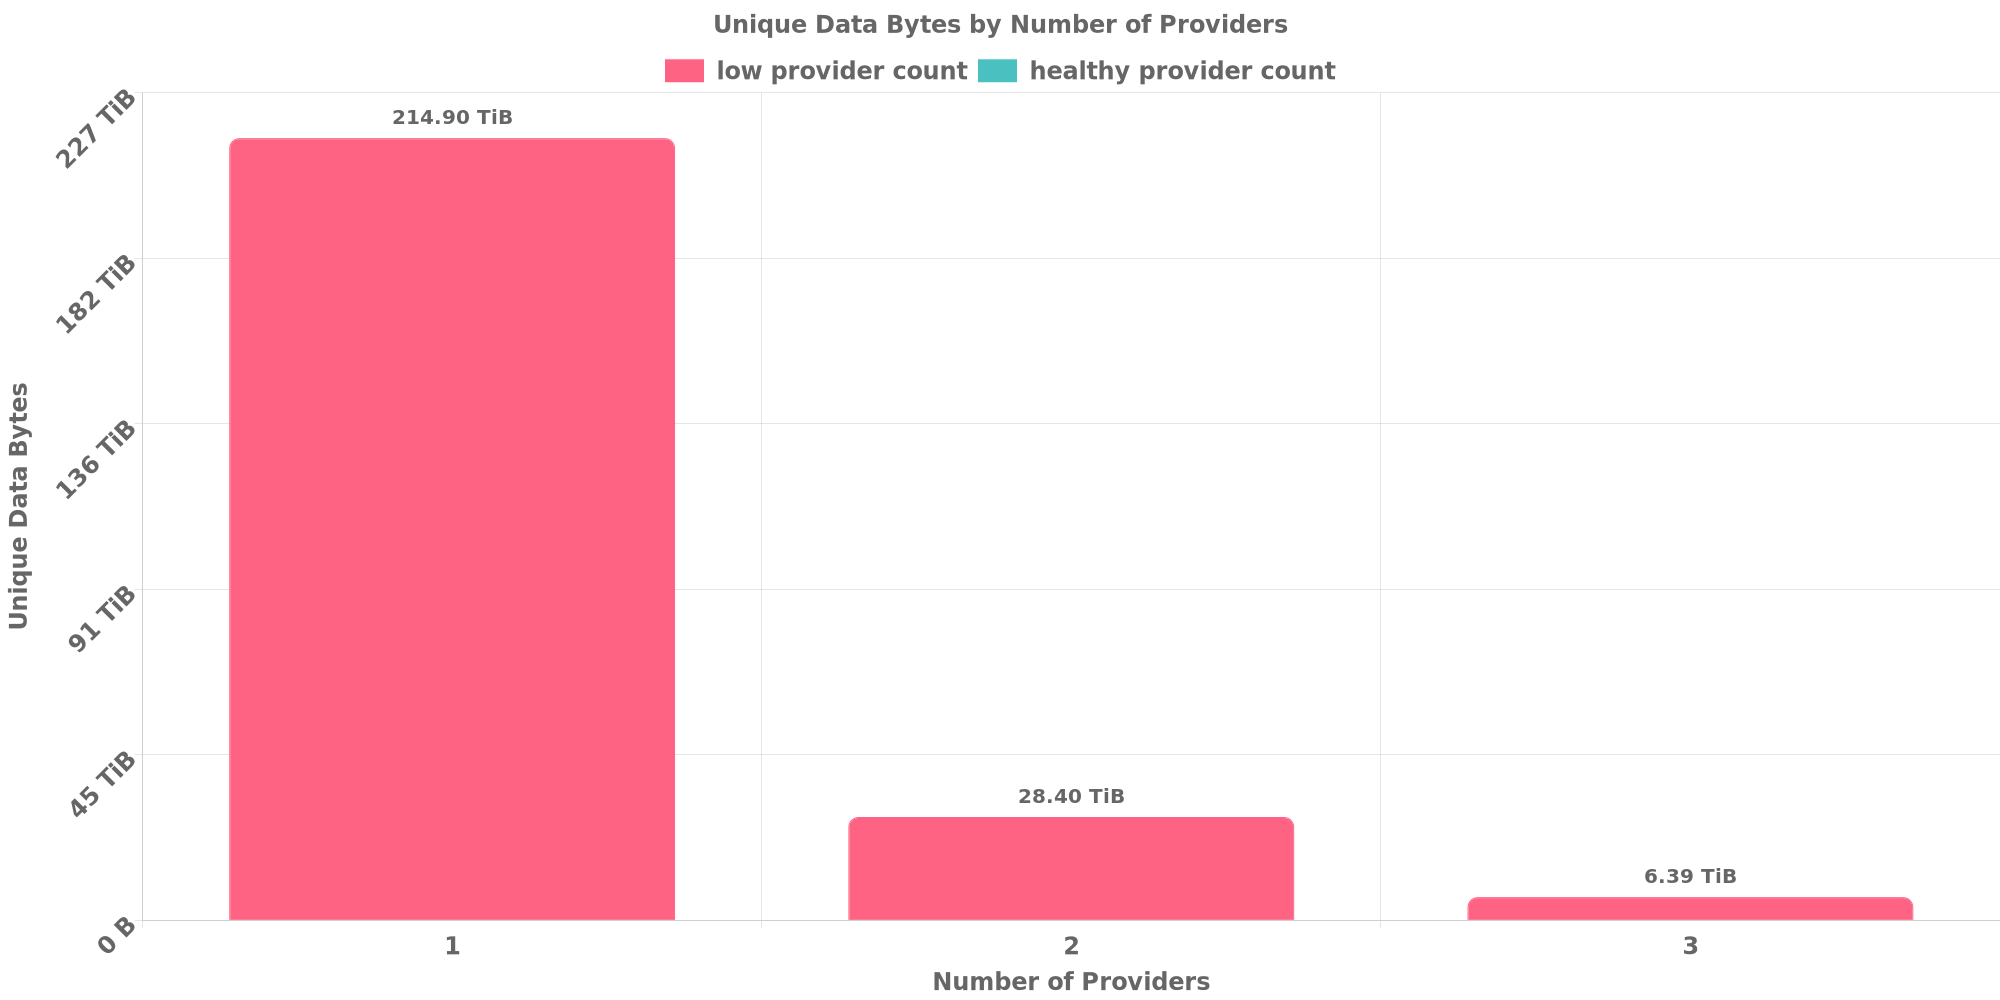 Unique Data Bytes by Number of Providers
low provider count healthy provider count
227 TiB
214.90 TiB
182 TiB
136 TiB
Unique Data Bytes
91 TiB
45 TiB
28.40 TiB
6.39 TiB
0 B
1 2 3
Number of Providers